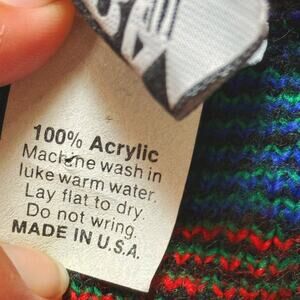 100% Acrylic
Machine wash in
luke warm water.
Lay flat to dry.
Do not wring.
MADE IN U.S.A.